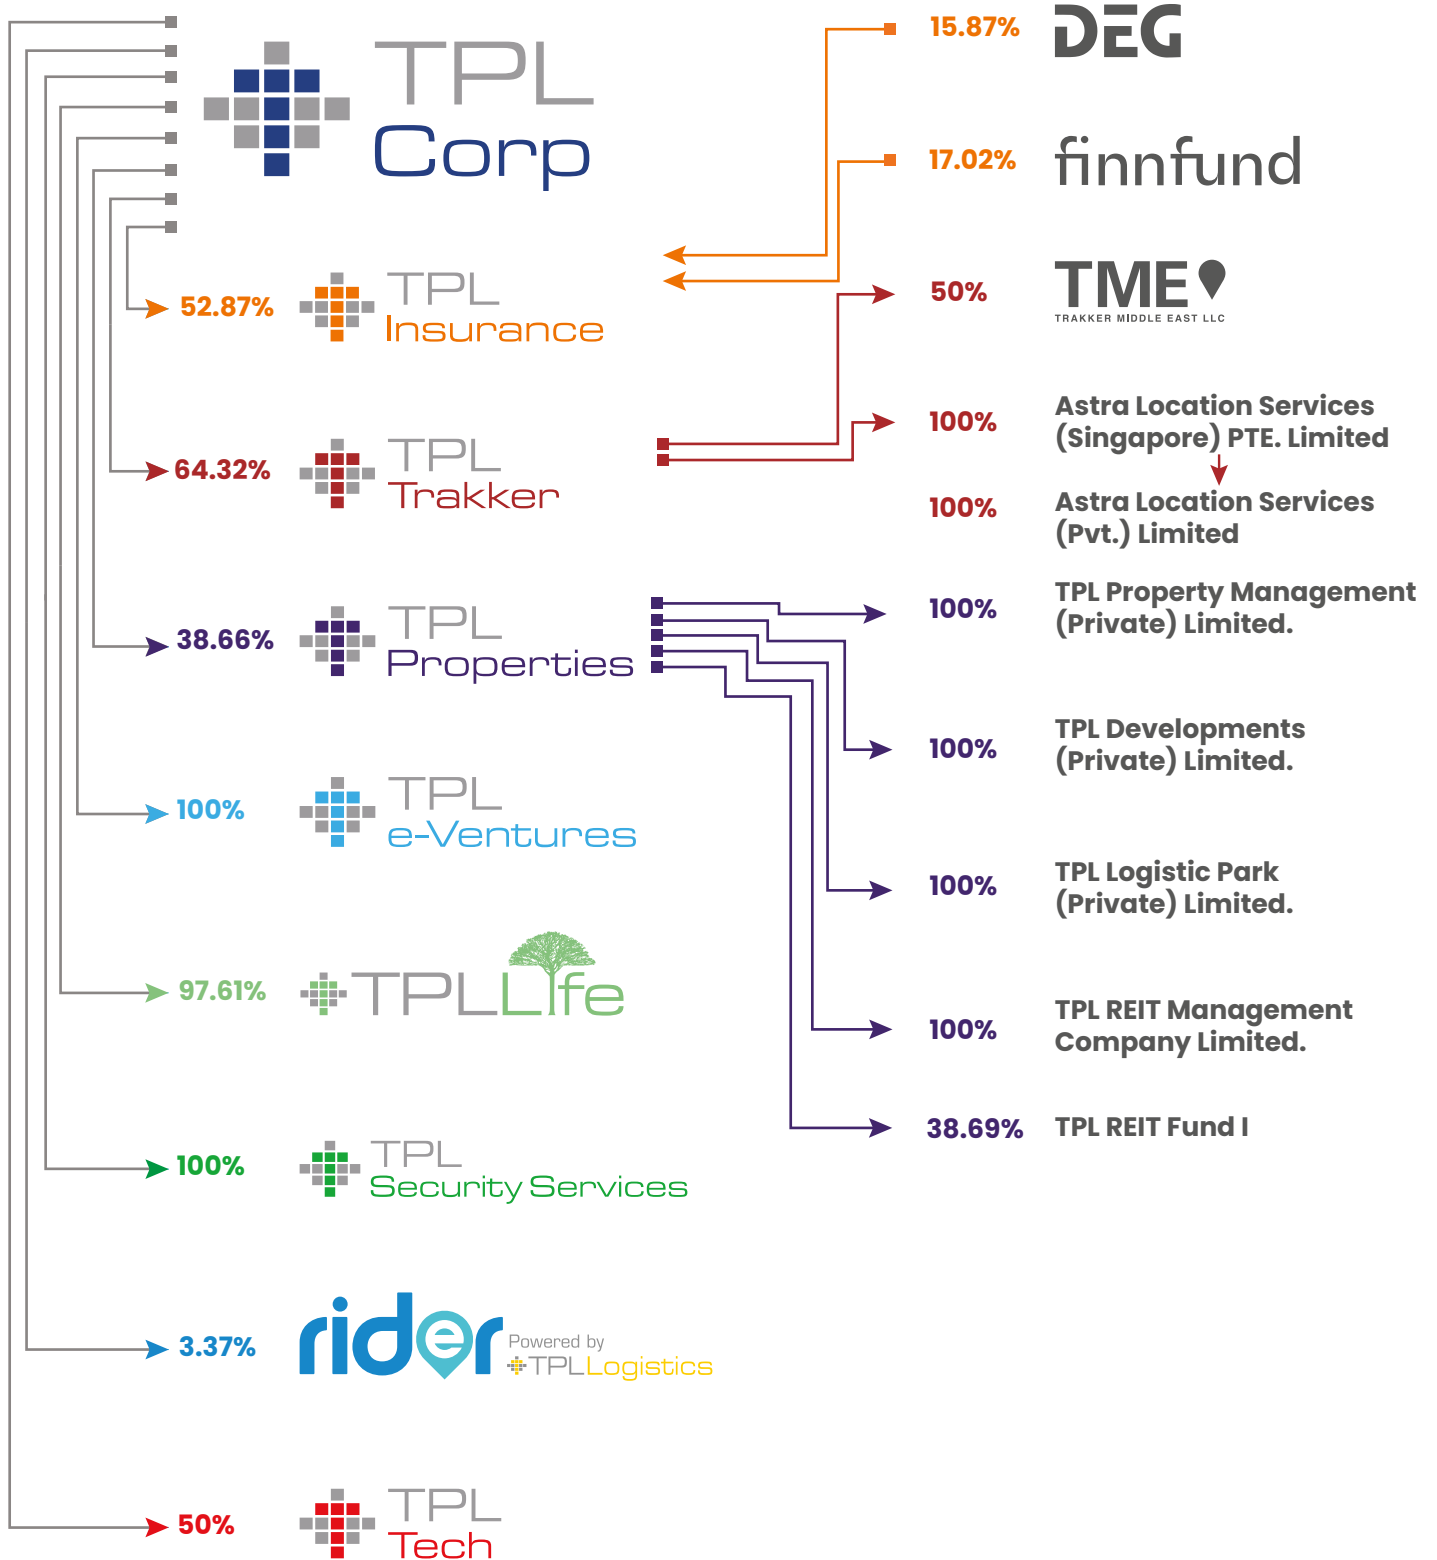 TPL
Corp
52.87%
TPL
Insurance
64.32%
TPL
Trakker
38.66%
TPL
Properties
100%
TPL
e-Ventures
97.61%
TPL Life
100%
TPL
Security Services
3.37%
rider
Powered by
TPL Logistics
50%
TPL
Tech
15.87%
DEG
17.02%
finnfund
50%
TME
TRAKKER MIDDLE EAST LLC
100%
Astra Location Services
(Singapore) PTE. Limited
100%
Astra Location Services
(Pvt.) Limited
100%
TPL Property Management
(Private) Limited.
100%
TPL Developments
(Private) Limited.
100%
TPL Logistic Park
(Private) Limited.
100%
TPL REIT Management
Company Limited.
38.69%
TPL REIT Fund I